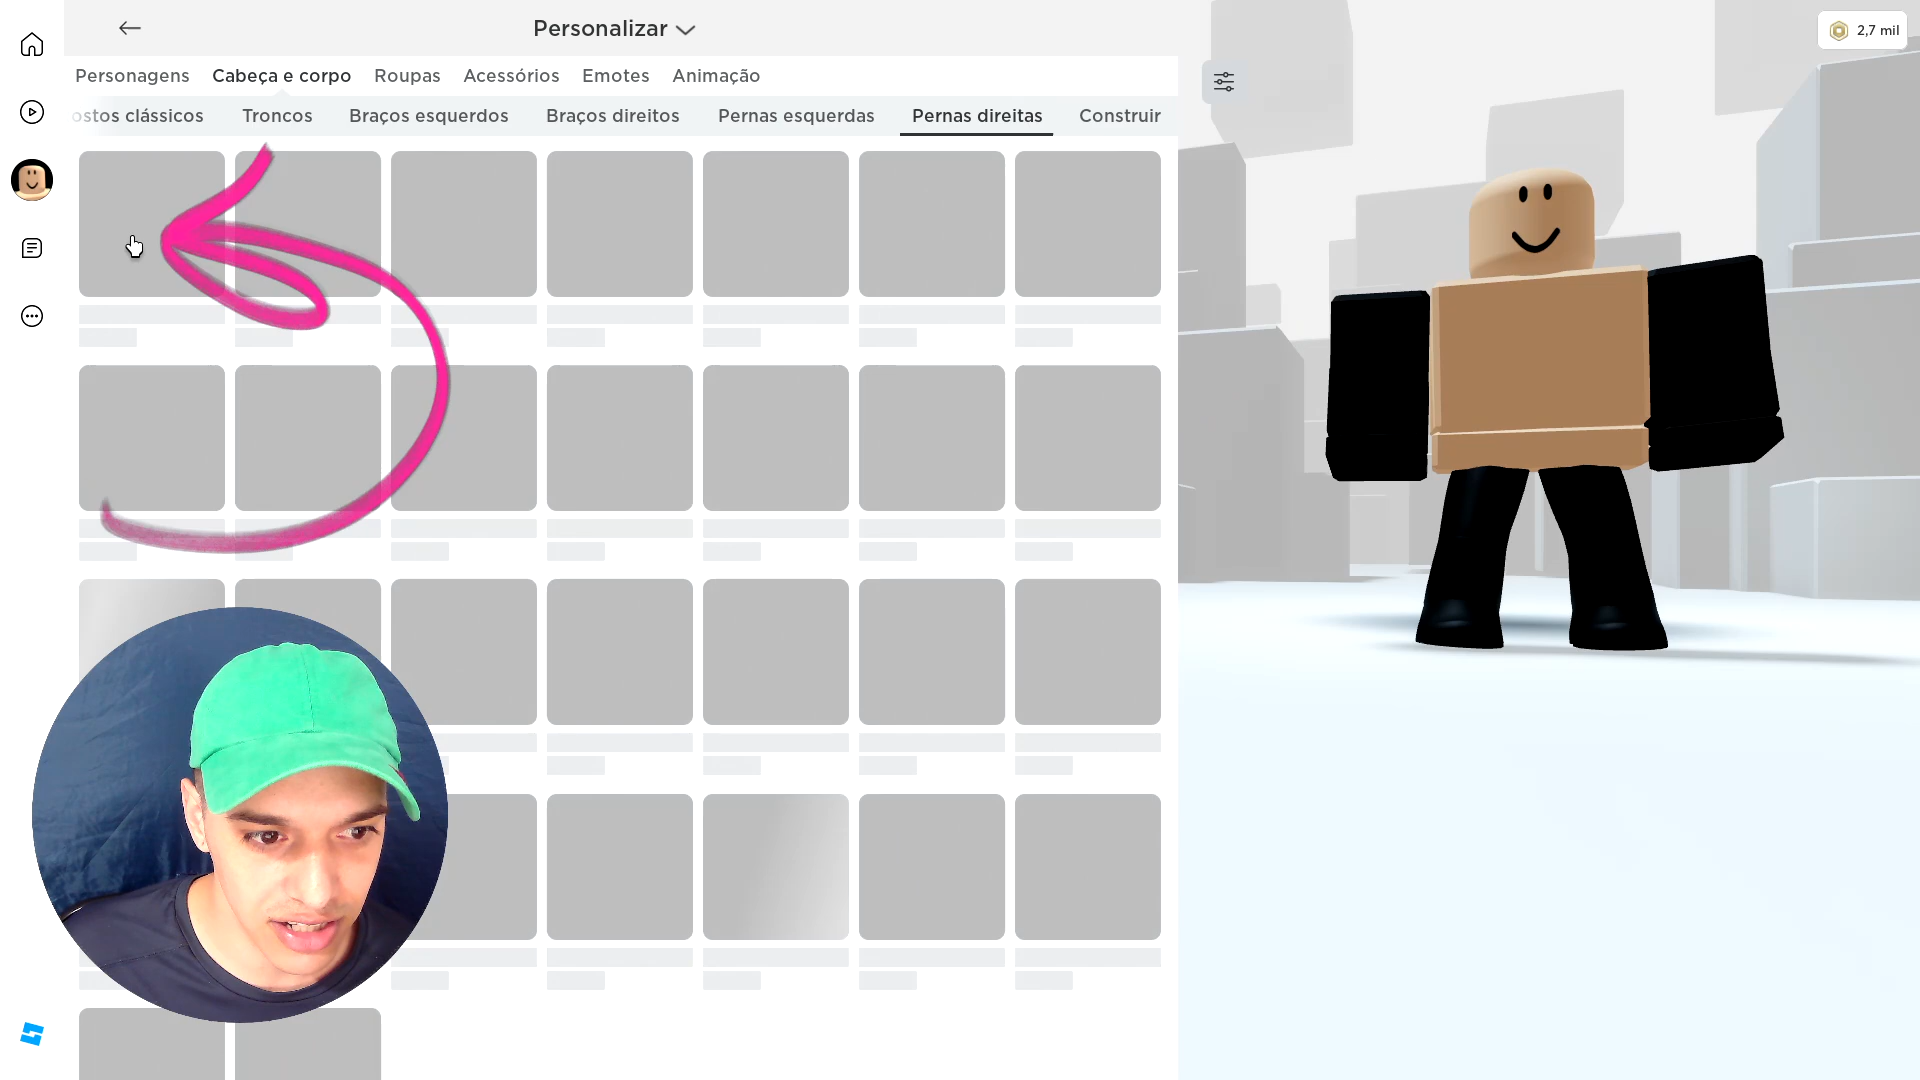 Personalizar
2,7 mil
Personagens Cabeça e corpo Roupas Acessórios Emotes Animação
ostos clássicos Troncos Braços esquerdos Braços direitos Pernas esquerdas Pernas direitas Construir